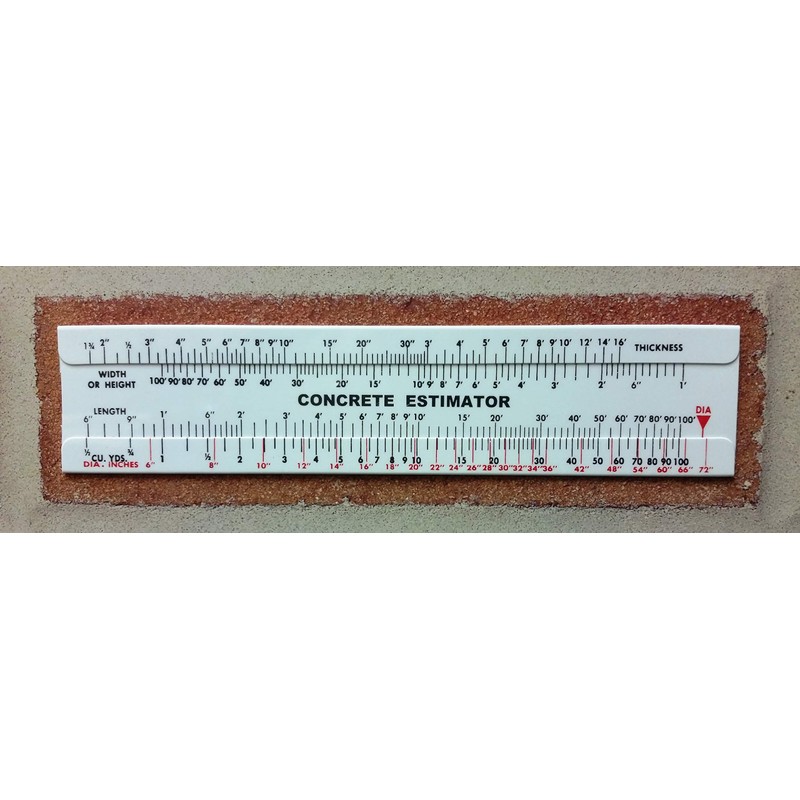 1¾ 2" ½ 3" 4" 5" 6" 7" 8" 9" 10" 15" 20" 30" 3' 4' 5' 6' 7' 8' 9' 10' 12' 14' 16' THICKNESS
WIDTH
OR HEIGHT 100' 90' 80' 70' 60' 50' 40' 30' 20' 15' 10' 9' 8' 7' 6' 5' 4' 3' 2' 6" 1'
CONCRETE ESTIMATOR
LENGTH
DIA
6" 9" 1' 6" 2' 3' 4' 5' 6' 7' 8' 9' 10' 15' 20' 30' 40' 50' 60' 70' 80' 90' 100'
CU. YDS. ½ ¾ 1 ½ 2 3 4 5 6 7 8 9 10 15 20 30 40 50 60 70 80 90 100
DIA. INCHES 6" 8" 10" 12" 14" 16" 18" 20" 22" 24" 26" 28" 30" 32" 34" 36" 42" 48" 54" 60" 66" 72"